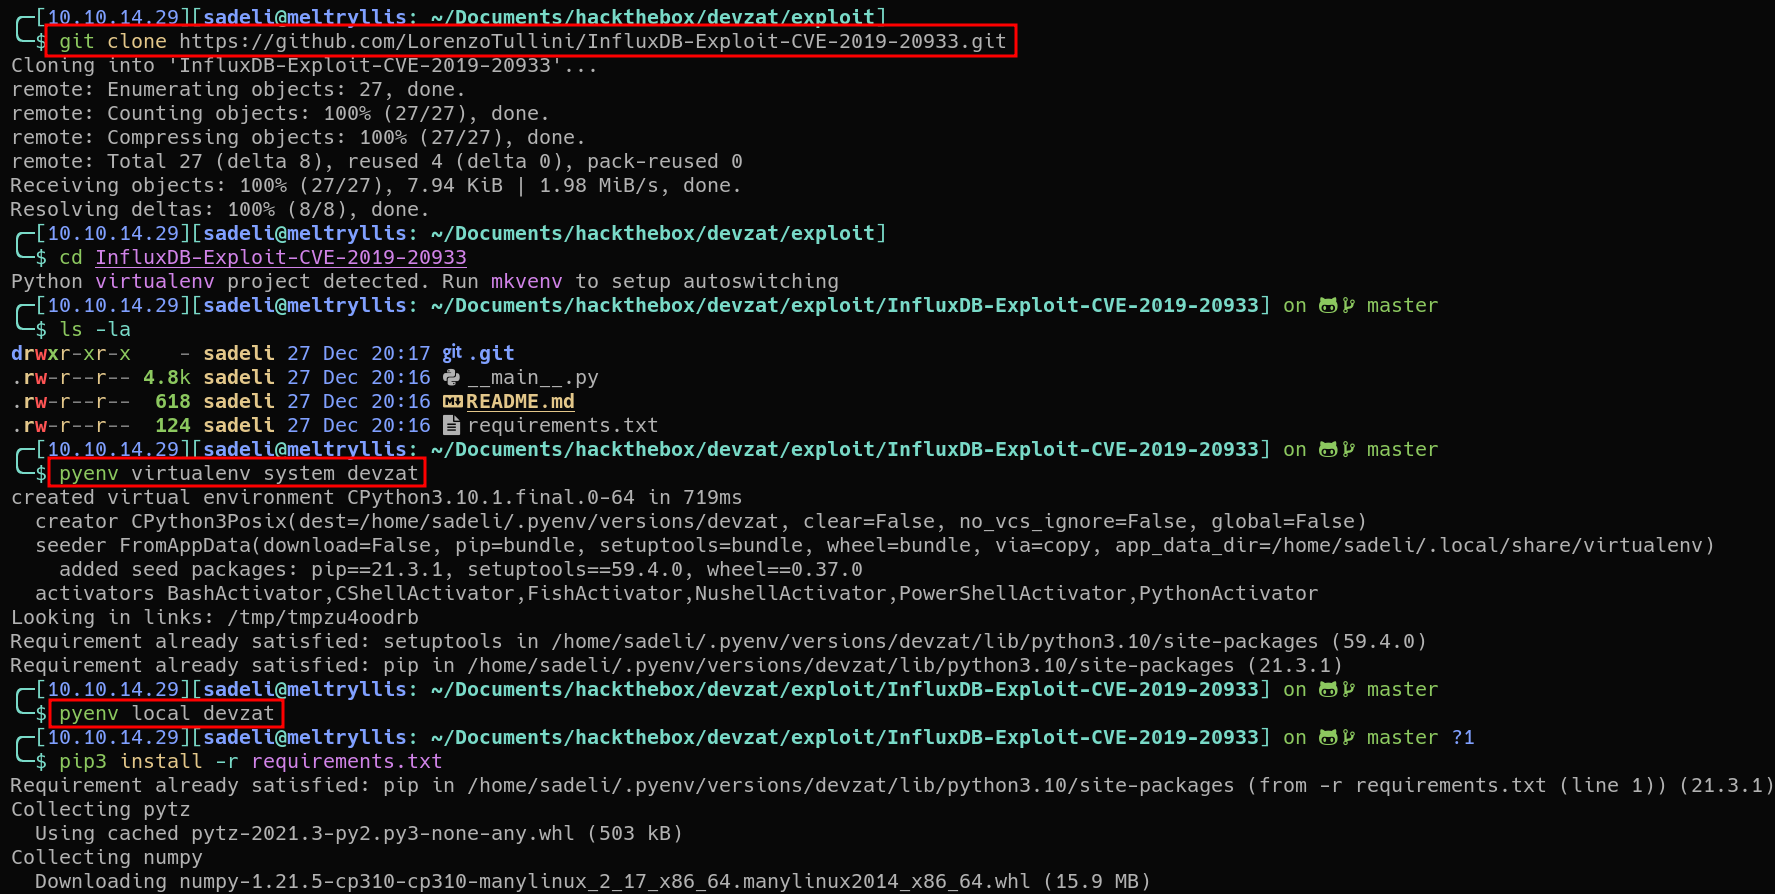 [10.10.14.29][sadeli@meltryllis: ~/Documents/hackthebox/devzat/exploit]
$ git clone https://github.com/LorenzoTullini/InfluxDB-Exploit-CVE-2019-20933.git
Cloning into 'InfluxDB-Exploit-CVE-2019-20933'...
remote: Enumerating objects: 27, done.
remote: Counting objects: 100% (27/27), done.
remote: Compressing objects: 100% (27/27), done.
remote: Total 27 (delta 8), reused 4 (delta 0), pack-reused 0
Receiving objects: 100% (27/27), 7.94 KiB | 1.98 MiB/s, done.
Resolving deltas: 100% (8/8), done.
[10.10.14.29][sadeli@meltryllis: ~/Documents/hackthebox/devzat/exploit]
$ cd InfluxDB-Exploit-CVE-2019-20933
Python virtualenv project detected. Run mkvenv to setup autoswitching
[10.10.14.29][sadeli@meltryllis: ~/Documents/hackthebox/devzat/exploit/InfluxDB-Exploit-CVE-2019-20933] on master
$ ls -la
drwxr-xr-x    - sadeli 27 Dec 20:17 git .git
.rw-r--r-- 4.8k sadeli 27 Dec 20:16 __main__.py
.rw-r--r--  618 sadeli 27 Dec 20:16 README.md
.rw-r--r--  124 sadeli 27 Dec 20:16 requirements.txt
[10.10.14.29][sadeli@meltryllis: ~/Documents/hackthebox/devzat/exploit/InfluxDB-Exploit-CVE-2019-20933] on master
$ pyenv virtualenv system devzat
created virtual environment CPython3.10.1.final.0-64 in 719ms
  creator CPython3Posix(dest=/home/sadeli/.pyenv/versions/devzat, clear=False, no_vcs_ignore=False, global=False)
  seeder FromAppData(download=False, pip=bundle, setuptools=bundle, wheel=bundle, via=copy, app_data_dir=/home/sadeli/.local/share/virtualenv)
    added seed packages: pip==21.3.1, setuptools==59.4.0, wheel==0.37.0
  activators BashActivator,CShellActivator,FishActivator,NushellActivator,PowerShellActivator,PythonActivator
Looking in links: /tmp/tmpzu4oodrb
Requirement already satisfied: setuptools in /home/sadeli/.pyenv/versions/devzat/lib/python3.10/site-packages (59.4.0)
Requirement already satisfied: pip in /home/sadeli/.pyenv/versions/devzat/lib/python3.10/site-packages (21.3.1)
[10.10.14.29][sadeli@meltryllis: ~/Documents/hackthebox/devzat/exploit/InfluxDB-Exploit-CVE-2019-20933] on master
$ pyenv local devzat
[10.10.14.29][sadeli@meltryllis: ~/Documents/hackthebox/devzat/exploit/InfluxDB-Exploit-CVE-2019-20933] on master ?1
$ pip3 install -r requirements.txt
Requirement already satisfied: pip in /home/sadeli/.pyenv/versions/devzat/lib/python3.10/site-packages (from -r requirements.txt (line 1)) (21.3.1)
Collecting pytz
  Using cached pytz-2021.3-py2.py3-none-any.whl (503 kB)
Collecting numpy
  Downloading numpy-1.21.5-cp310-cp310-manylinux_2_17_x86_64.manylinux2014_x86_64.whl (15.9 MB)